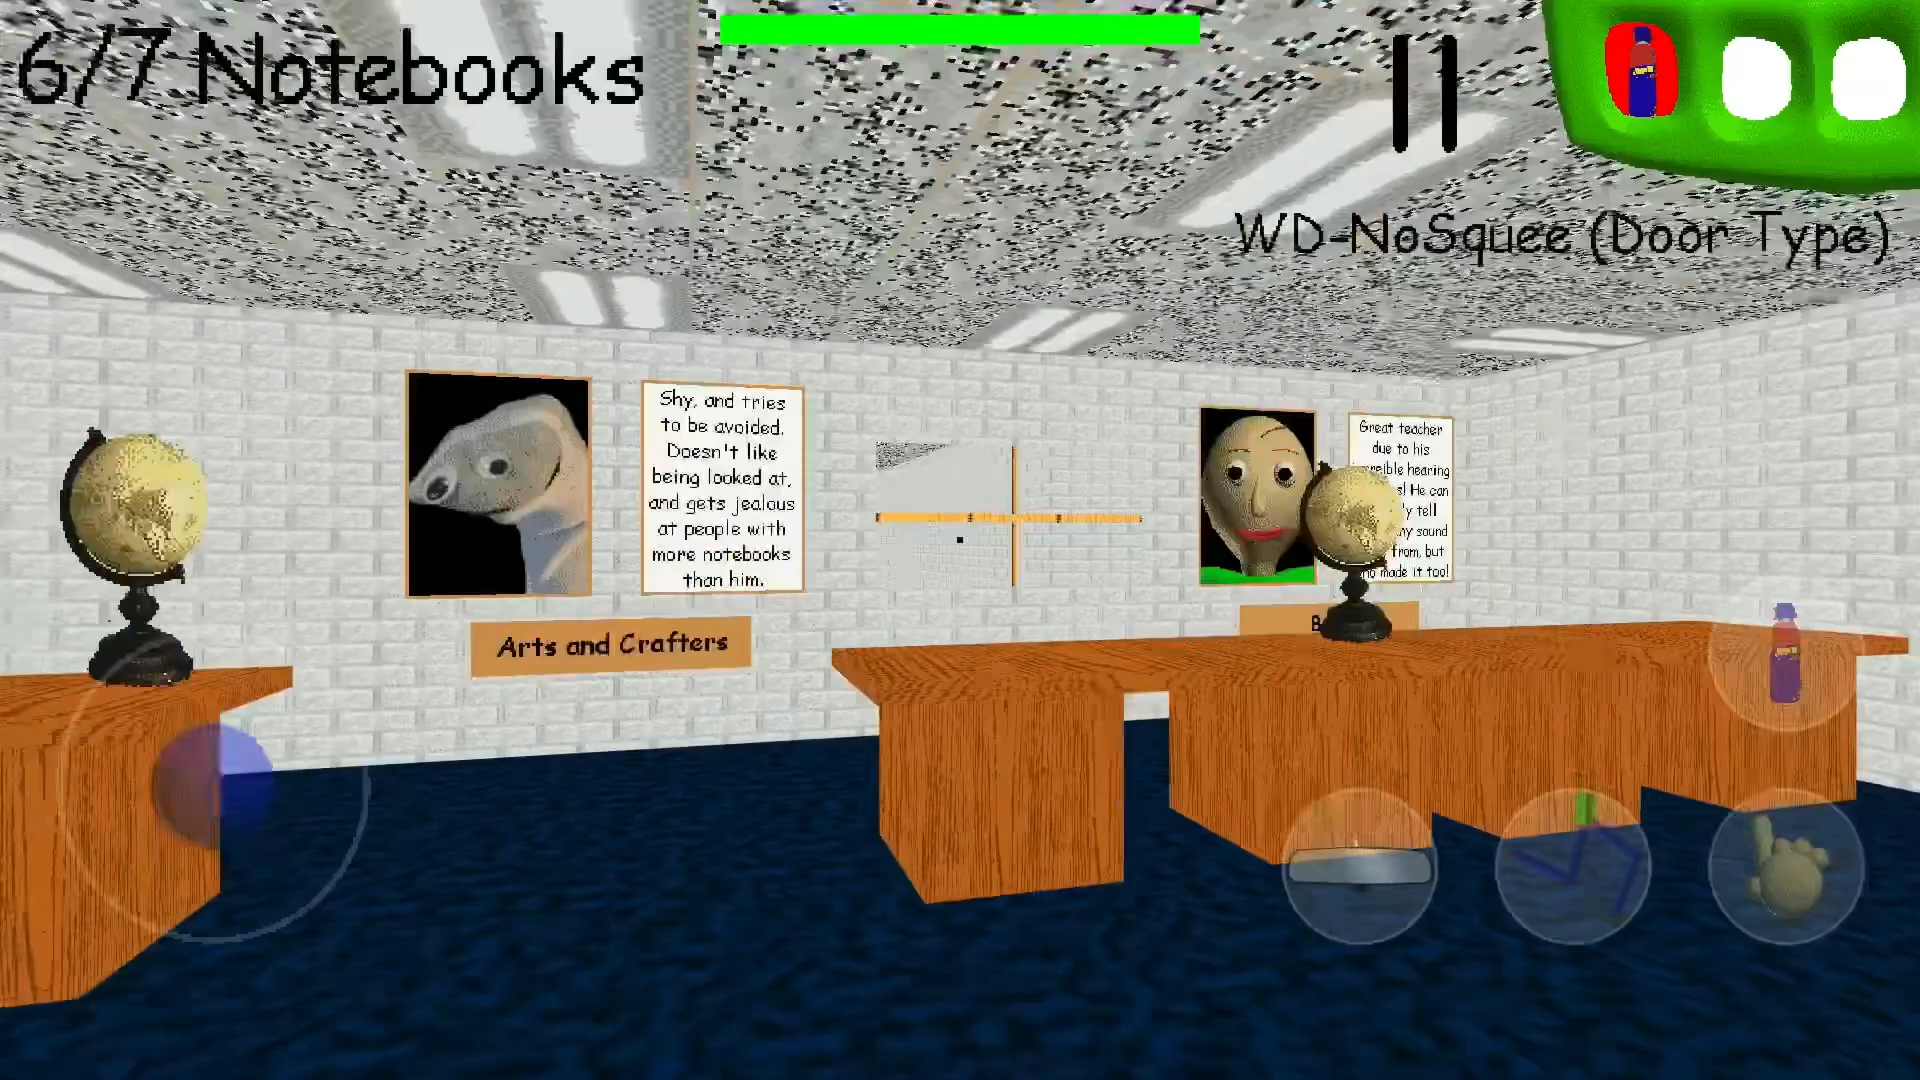 6/7 Notebooks
WD-NoSquee (Door Type)
Shy, and tries
to be avoided.
Doesn't like
being looked at,
and gets jealous
at people with
more notebooks
than him.
Arts and Crafters
Great teacher
due to his
hearing
He can
tell
sound
from, but
made it too!